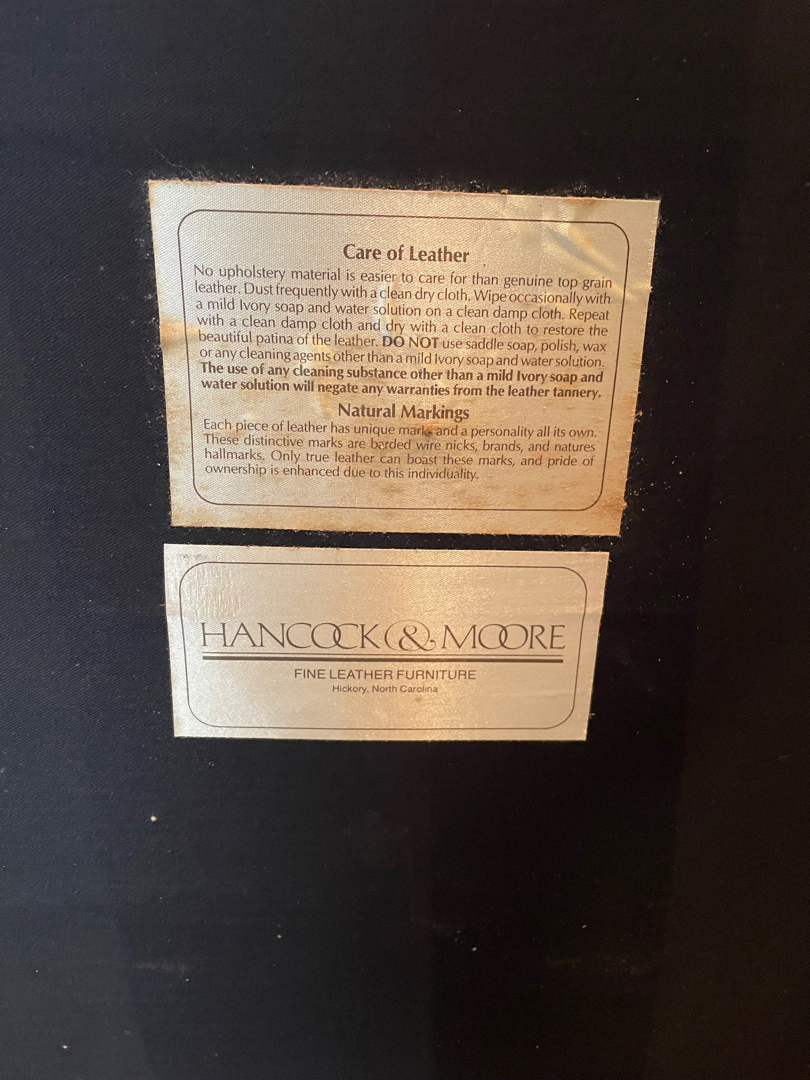 Care of Leather
No upholstery material is easier to care for than genuine top grain
leather. Dust frequently with a clean dry cloth. Wipe occasionally with
a mild Ivory soap and water solution on a clean damp cloth. Repeat
with a clean damp cloth and dry with a clean cloth to restore the
beautiful patina of the leather. DO NOT use saddle soap, polish, wax
or any cleaning agents other than a mild Ivory soap and water solution.
The use of any cleaning substance other than a mild Ivory soap and
water solution will negate any warranties from the leather tannery.
Natural Markings
Each piece of leather has unique marks and a personality all its own.
These distinctive marks are barded wire nicks, brands, and natures
hallmarks. Only true leather can boast these marks, and pride of
ownership is enhanced due to this individuality.
HANCOCK & MOORE
FINE LEATHER FURNITURE
Hickory, North Carolina